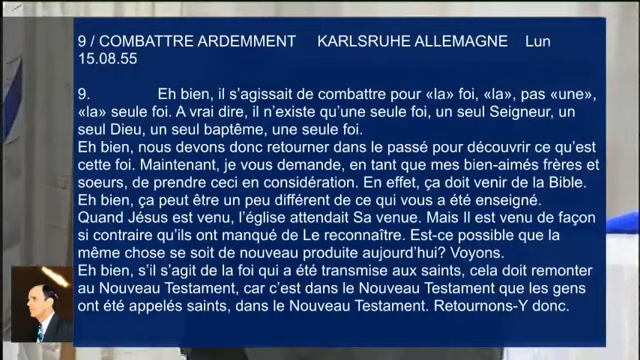 9 / COMBATTRE ARDEMMENT KARLSRUHE ALLEMAGNE Lun
15.08.55
9. Eh bien, il s'agissait de combattre pour «la» foi, «la», pas «une»,
«la» seule foi. A vrai dire, il n'existe qu'une seule foi, un seul Seigneur, un
seul Dieu, un seul baptême, une seule foi.
Eh bien, nous devons donc retourner dans le passé pour découvrir ce qu'est
cette foi. Maintenant, je vous demande, en tant que mes bien-aimés frères et
soeurs, de prendre ceci en considération. En effet, ça doit venir de la Bible.
Eh bien, ça peut être un peu différent de ce qui vous a été enseigné.
Quand Jésus est venu, l'église attendait Sa venue. Mais Il est venu de façon
si contraire qu'ils ont manqué de Le reconnaître. Est-ce possible que la
même chose se soit de nouveau produite aujourd'hui? Voyons.
Eh bien, s'il s'agit de la foi qui a été transmise aux saints, cela doit remonter
au Nouveau Testament, car c'est dans le Nouveau Testament que les gens
ont été appelés saints, dans le Nouveau Testament. Retournons-Y donc.